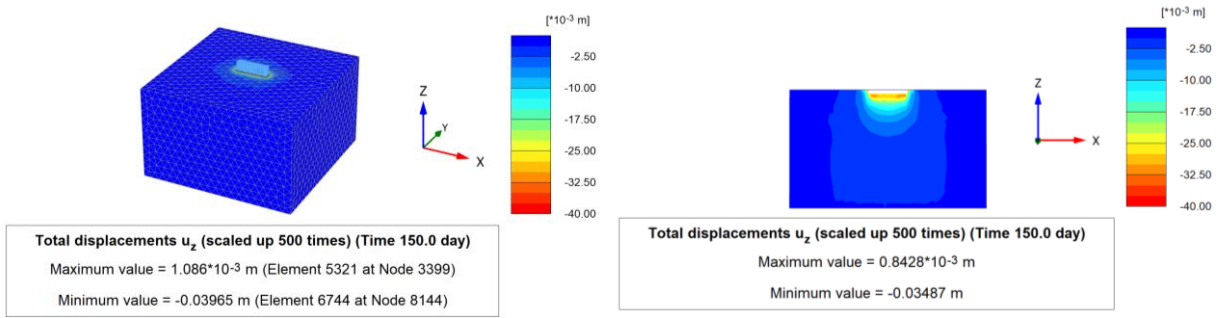 [*10⁻³ m]
-2.50
-10.00
-17.50
-25.00
-32.50
-40.00
Z
Y
X
Total displacements u_z (scaled up 500 times) (Time 150.0 day)
Maximum value = 1.086*10⁻³ m (Element 5321 at Node 3399)
Minimum value = -0.03965 m (Element 6744 at Node 8144)
[*10⁻³ m]
-2.50
-10.00
-17.50
-25.00
-32.50
-40.00
Z
X
Total displacements u_z (scaled up 500 times) (Time 150.0 day)
Maximum value = 0.8428*10⁻³ m
Minimum value = -0.03487 m